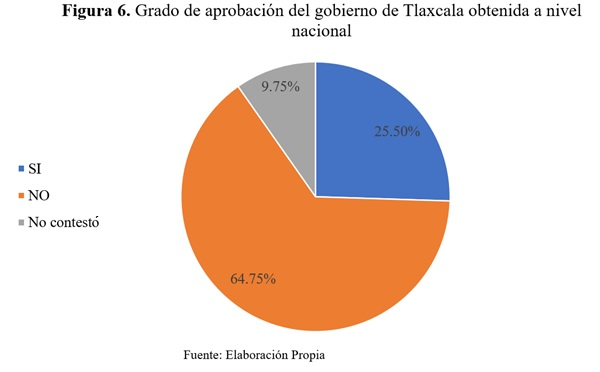 Figura 6. Grado de aprobación del gobierno de Tlaxcala obtenida a nivel
nacional
9.75%
25.50%
SI
NO
No contestó
64.75%
Fuente: Elaboración Propia